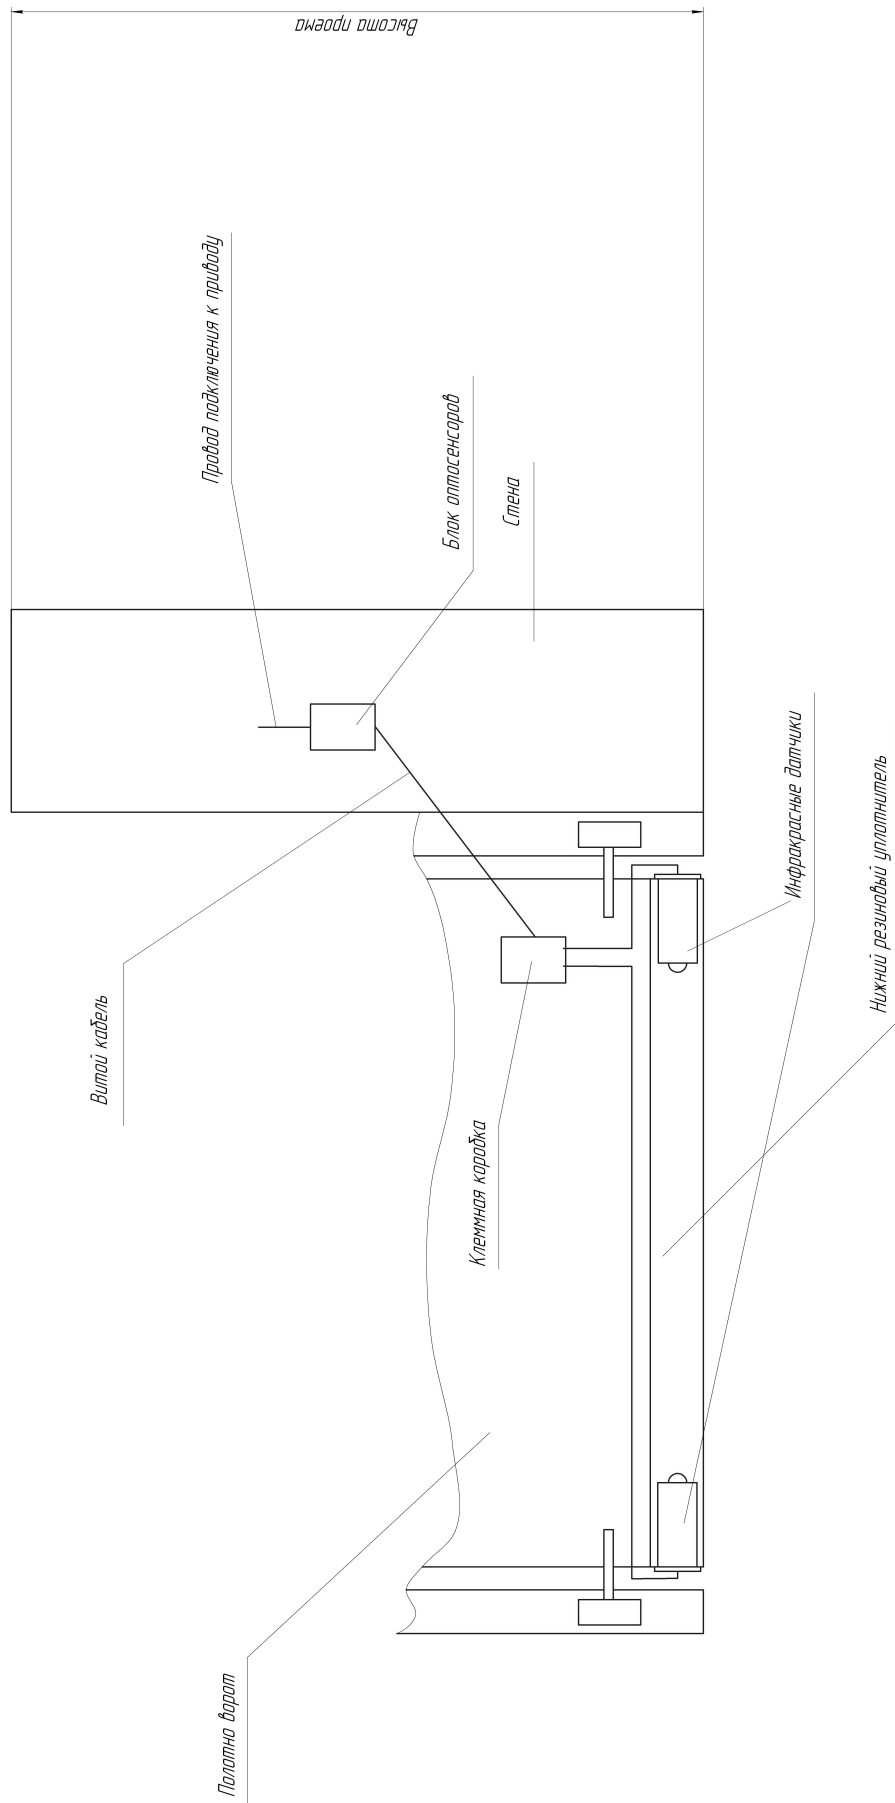 Высота проема
Провод подключения к приводу
Блок оптосенсоров
Стена
Инфракрасные датчики
Нижний резиновый уплотнитель
Витой кабель
Клеммная коробка
Полотно ворот